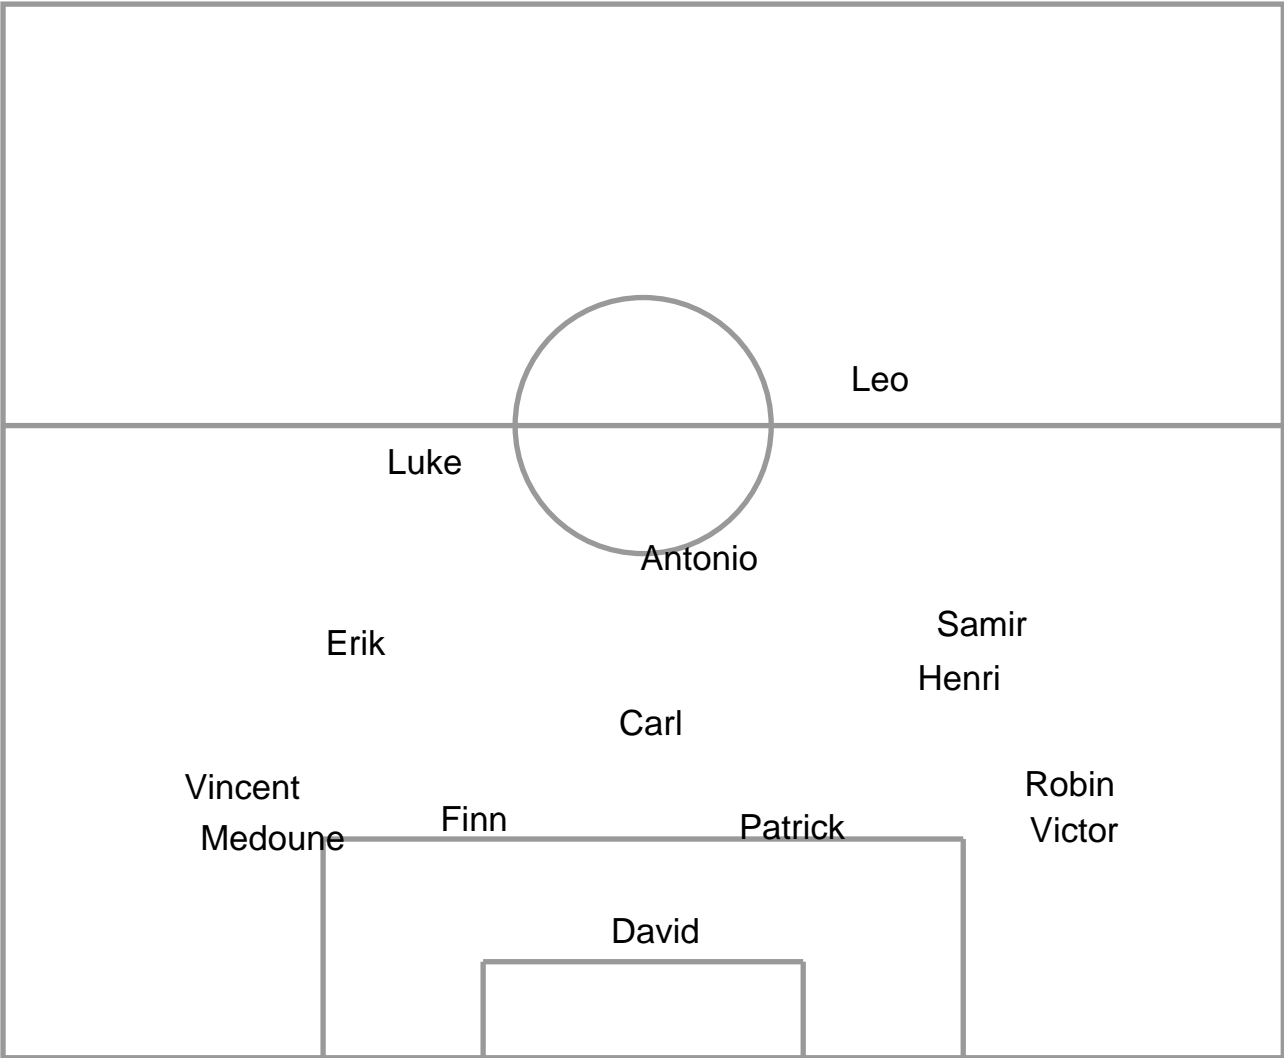 Leo
Luke
Antonio
Samir
Erik
Henri
Carl
Robin
Vincent
Finn
Patrick
Victor
Medoune
David